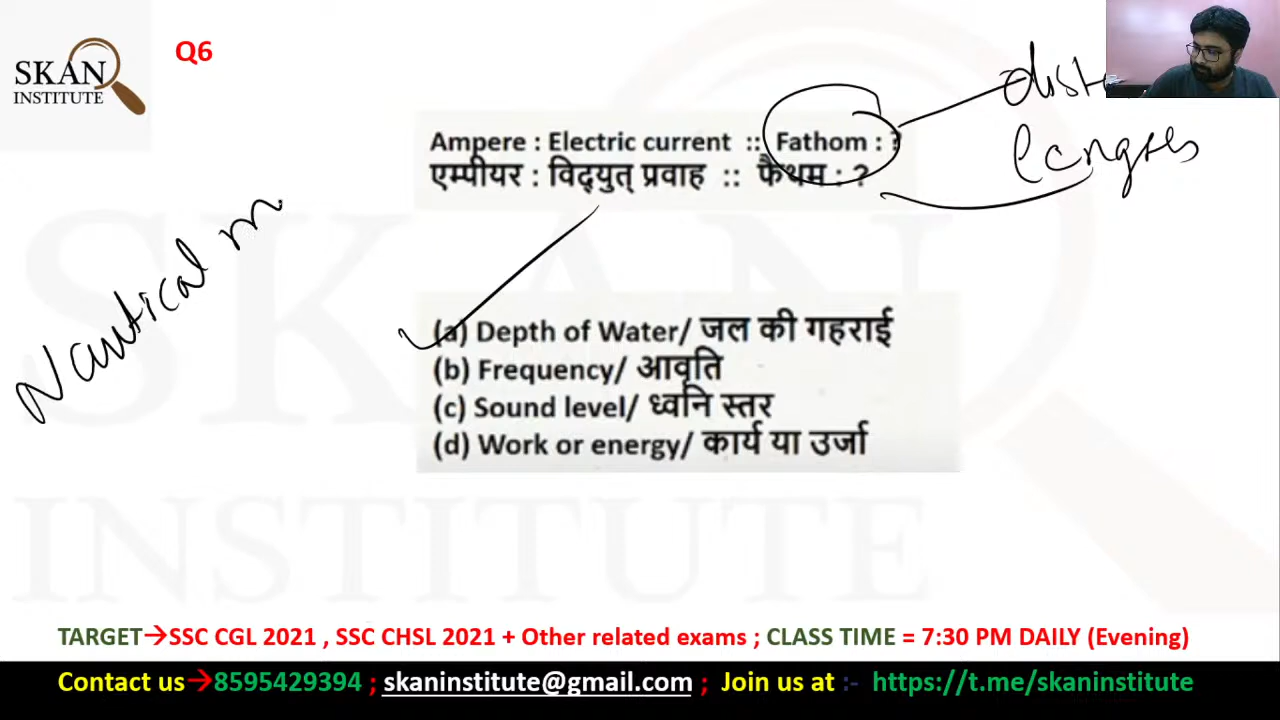 SKAN
INSTITUTE
Q6
Ampere : Electric current :: Fathom : ?
एम्पीयर : विद्युत् प्रवाह :: फैथम : ?
Nautical m
(a) Depth of Water/ जल की गहराई
(b) Frequency/ आवृति
(c) Sound level/ ध्वनि स्तर
(d) Work or energy/ कार्य या उर्जा
SKAN
INSTITUTE
TARGET→SSC CGL 2021 , SSC CHSL 2021 + Other related exams ; CLASS TIME = 7:30 PM DAILY (Evening)
Contact us→8595429394 ; skaninstitute@gmail.com ; Join us at :- https://t.me/skaninstitute